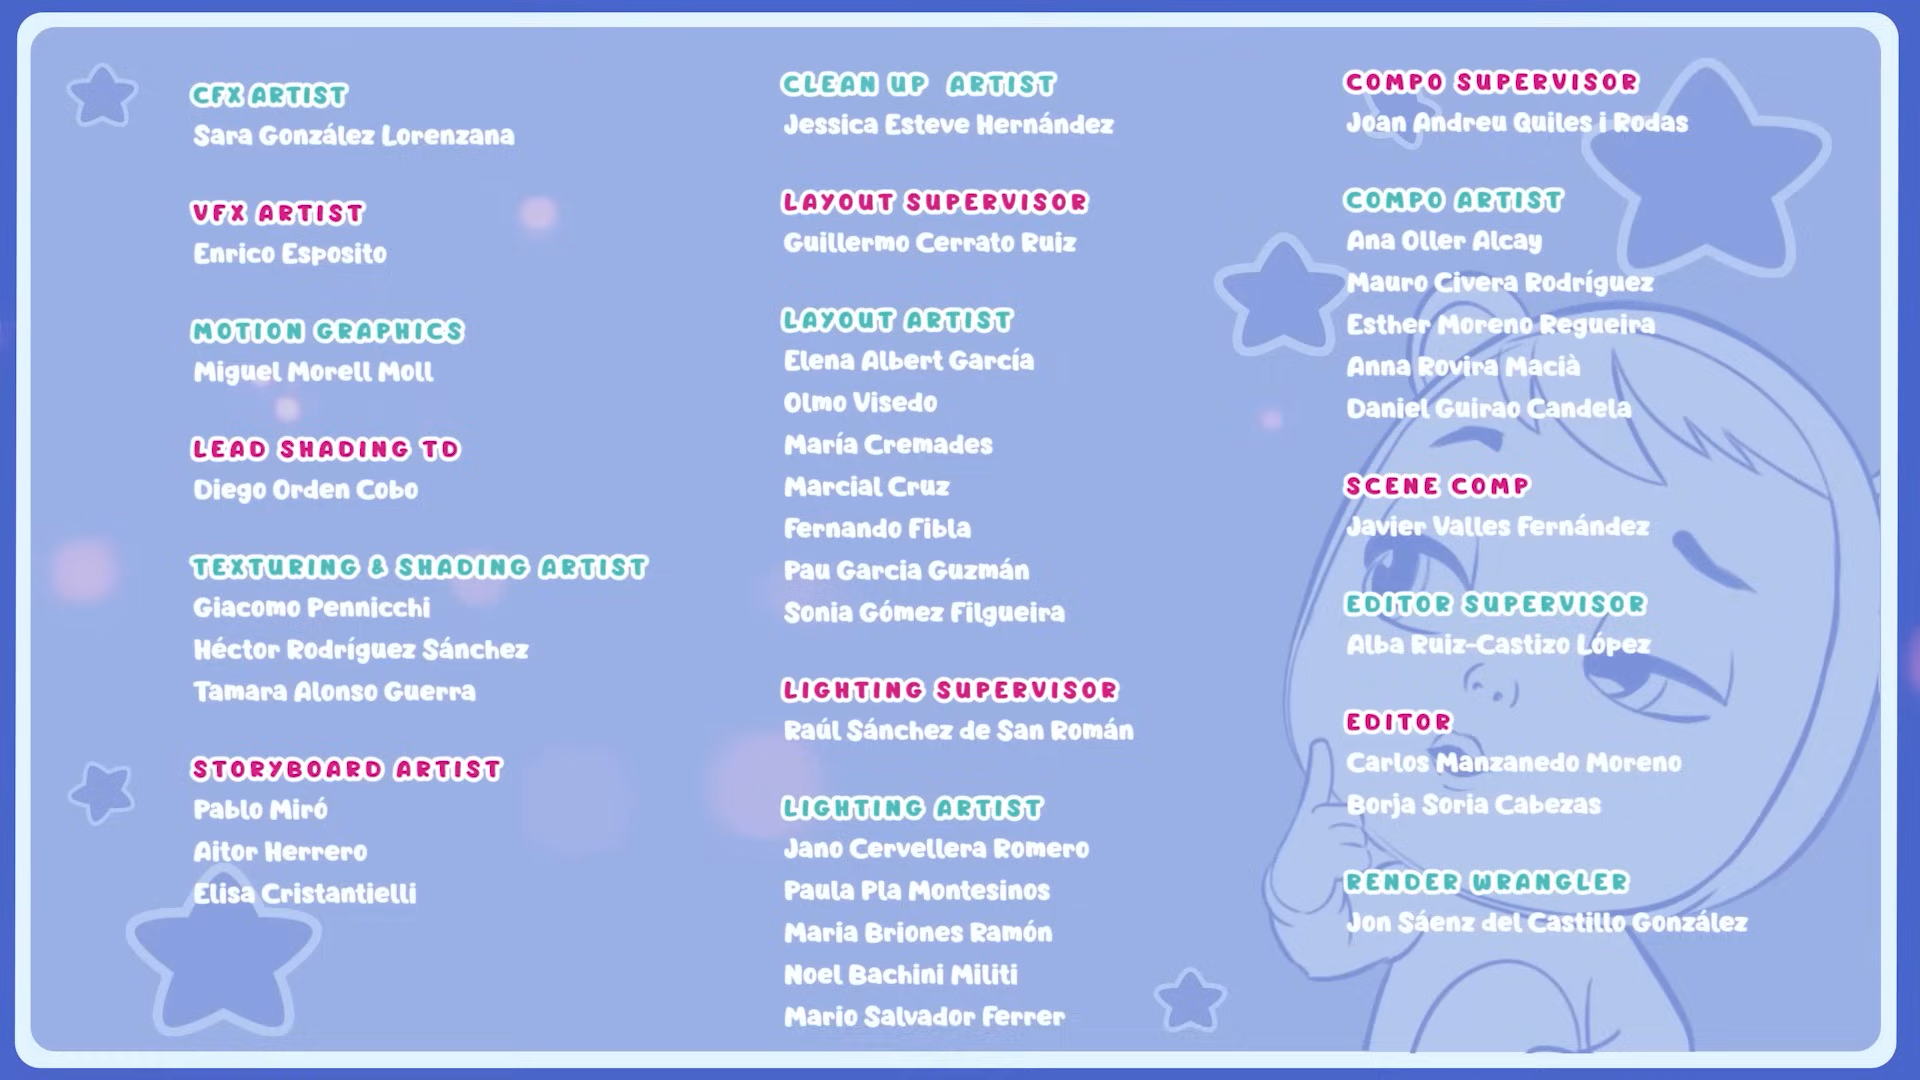 CFX ARTIST
Sara González Lorenzana
VFX ARTIST
Enrico Esposito
MOTION GRAPHICS
Miguel Morell Moll
LEAD SHADING TD
Diego Orden Cobo
TEXTURING & SHADING ARTIST
Giacomo Pennicchi
Héctor Rodríguez Sánchez
Tamara Alonso Guerra
STORYBOARD ARTIST
Pablo Miró
Aitor Herrero
Elisa Cristantielli
CLEAN UP ARTIST
Jessica Esteve Hernández
LAYOUT SUPERVISOR
Guillermo Cerrato Ruiz
LAYOUT ARTIST
Elena Albert García
Olmo Visedo
María Cremades
Marcial Cruz
Fernando Fibla
Pau Garcia Guzmán
Sonia Gómez Filgueira
LIGHTING SUPERVISOR
Raúl Sánchez de San Román
LIGHTING ARTIST
Jano Cervellera Romero
Paula Pla Montesinos
Maria Briones Ramón
Noel Bachini Militi
Mario Salvador Ferrer
COMPO SUPERVISOR
Joan Andreu Quiles i Rodas
COMPO ARTIST
Ana Oller Alcay
Mauro Civera Rodríguez
Esther Moreno Regueira
Anna Rovira Macià
Daniel Guirao Candela
SCENE COMP
Javier Valles Fernández
EDITOR SUPERVISOR
Alba Ruiz-Castizo López
EDITOR
Carlos Manzanedo Moreno
Borja Soria Cabezas
RENDER WRANGLER
Jon Sáenz del Castillo González